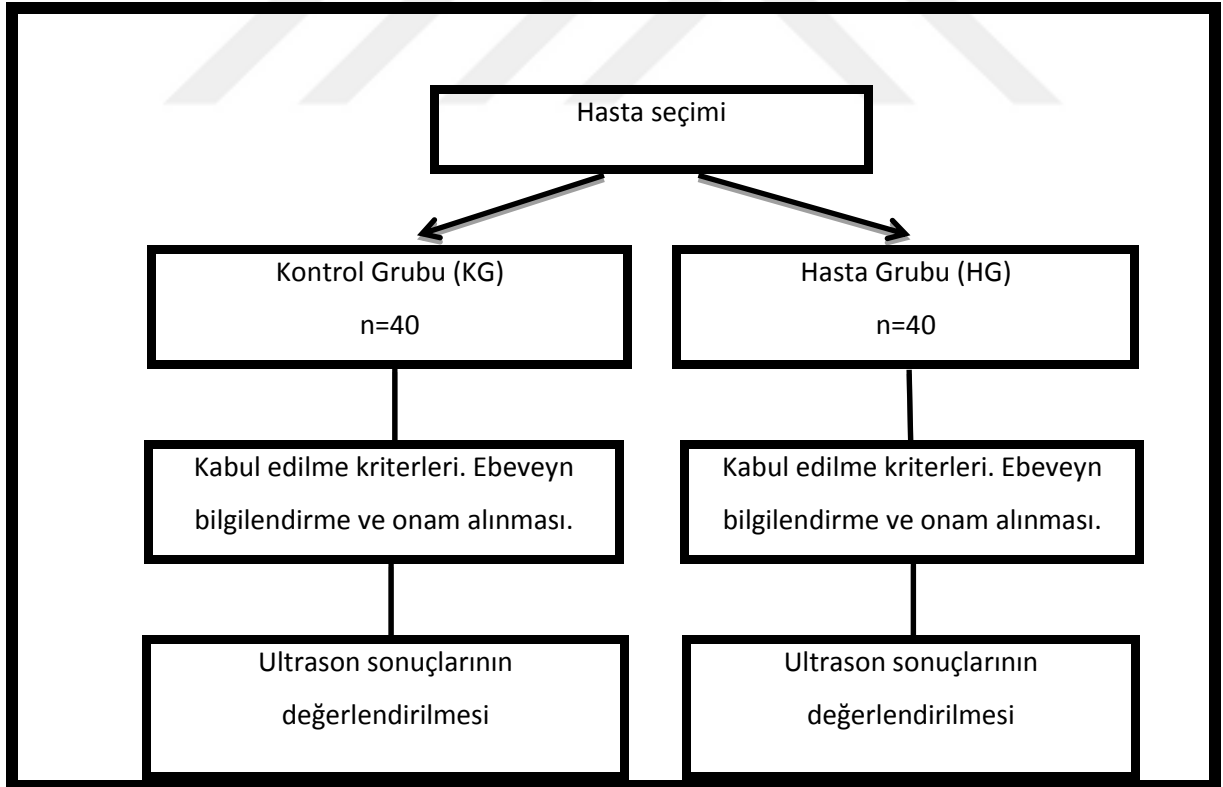 Hasta seçimi
Kontrol Grubu (KG)
n=40
Hasta Grubu (HG)
n=40
Kabul edilme kriterleri. Ebeveyn
bilgilendirme ve onam alınması.
Kabul edilme kriterleri. Ebeveyn
bilgilendirme ve onam alınması.
Ultrason sonuçlarının
değerlendirilmesi
Ultrason sonuçlarının
değerlendirilmesi